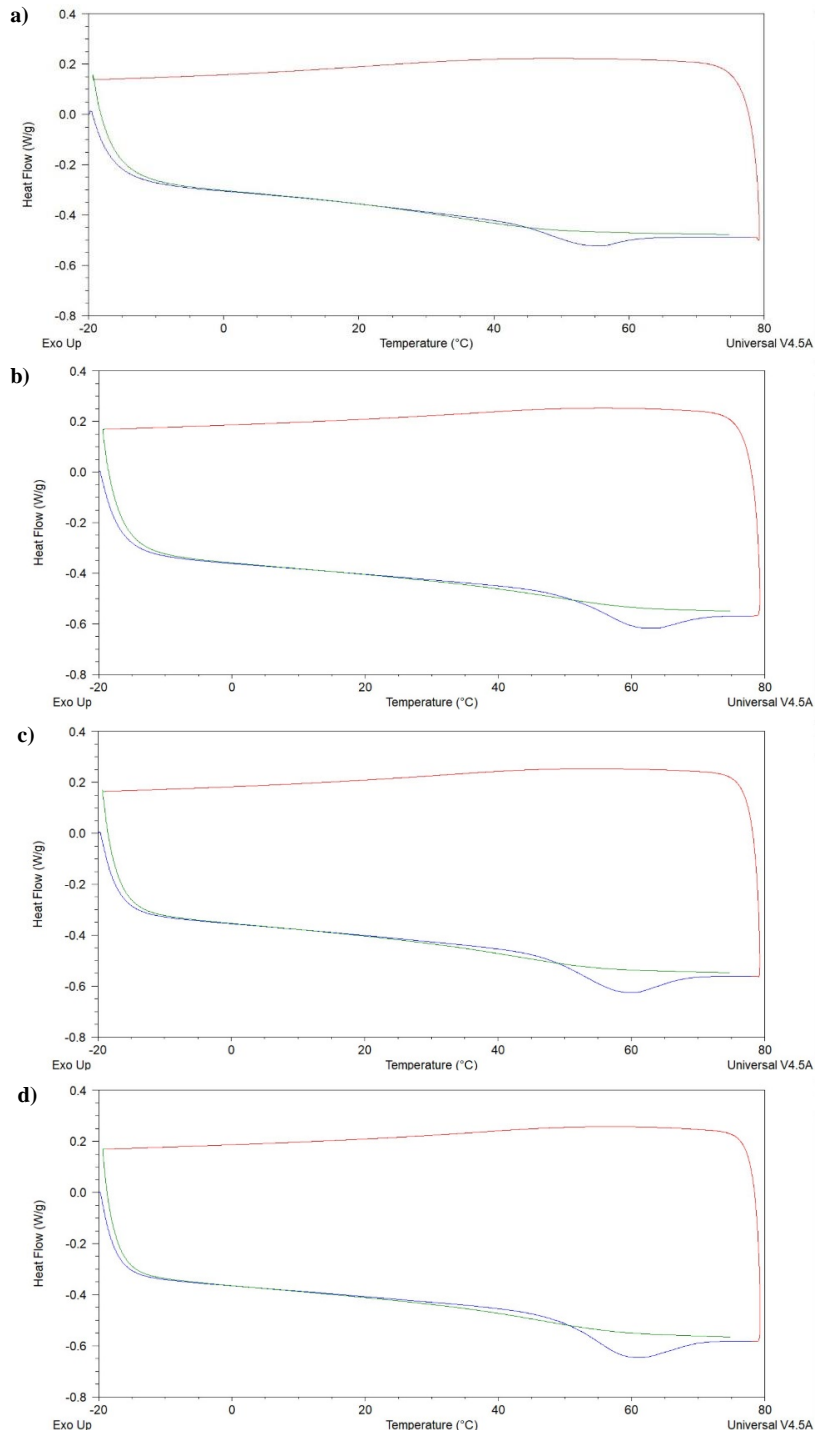 a)
0.4
0.2
0.0
-0.2
-0.4
-0.6
-0.8
Heat Flow (W/g)
-20 0 20 40 60 80
Exo Up Temperature (°C) Universal V4.5A
b)
0.4
0.2
0.0
-0.2
-0.4
-0.6
-0.8
Heat Flow (W/g)
-20 0 20 40 60 80
Exo Up Temperature (°C) Universal V4.5A
c)
0.4
0.2
0.0
-0.2
-0.4
-0.6
-0.8
Heat Flow (W/g)
-20 0 20 40 60 80
Exo Up Temperature (°C) Universal V4.5A
d)
0.4
0.2
0.0
-0.2
-0.4
-0.6
-0.8
Heat Flow (W/g)
-20 0 20 40 60 80
Exo Up Temperature (°C) Universal V4.5A